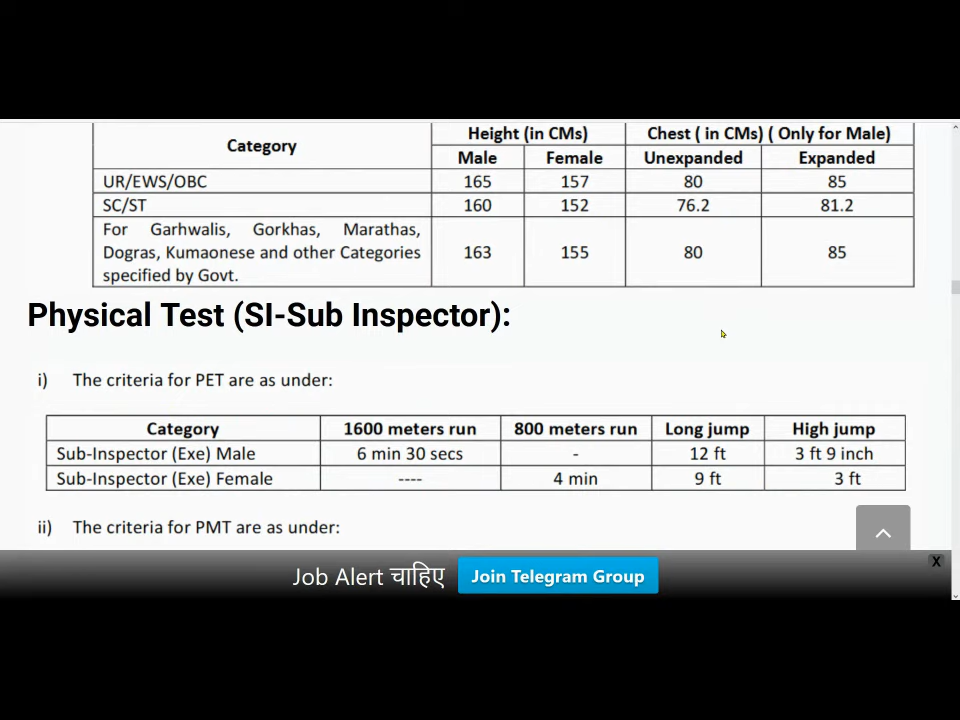 Category Height (in CMs) Chest ( in CMs) ( Only for Male)
Male Female Unexpanded Expanded
UR/EWS/OBC 165 157 80 85
SC/ST 160 152 76.2 81.2
For Garhwalis, Gorkhas, Marathas,
Dogras, Kumaonese and other Categories 163 155 80 85
specified by Govt.
Physical Test (SI-Sub Inspector):
i) The criteria for PET are as under:
Category 1600 meters run 800 meters run Long jump High jump
Sub-Inspector (Exe) Male 6 min 30 secs - 12 ft 3 ft 9 inch
Sub-Inspector (Exe) Female ---- 4 min 9 ft 3 ft
ii) The criteria for PMT are as under:
Job Alert चाहिए Join Telegram Group X